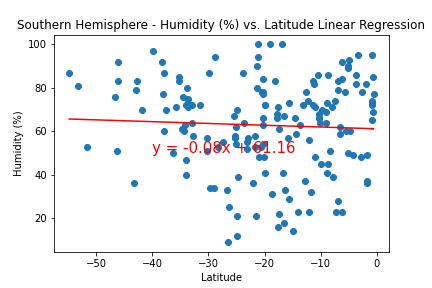 Southern Hemisphere - Humidity (%) vs. Latitude Linear Regression
100
80
60
40
20
Humidity (%)
y = -0.08x + 61.16
−50
−40
−30
−20
−10
0
Latitude